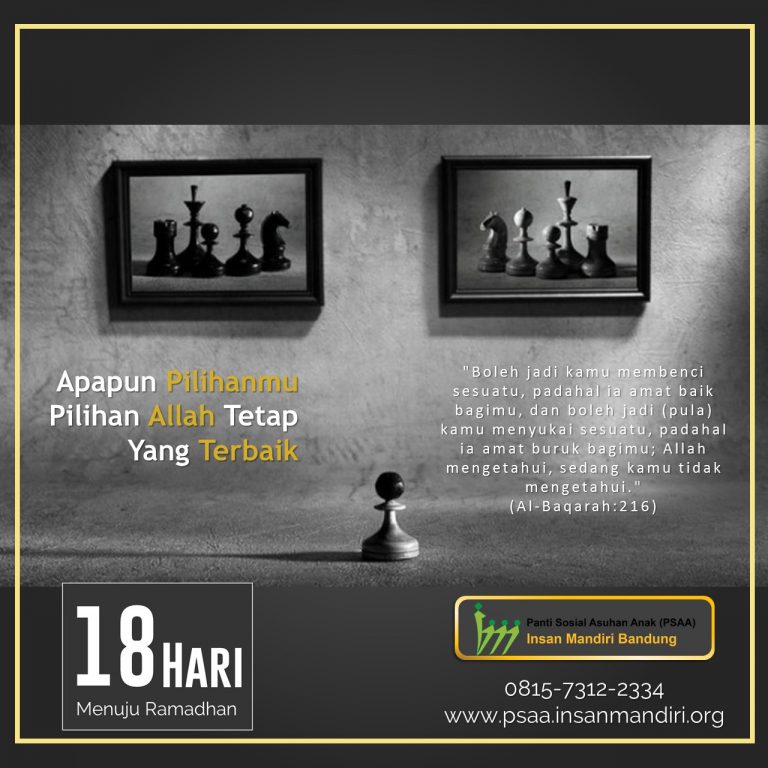 Apapun Pilihanmu
Pilihan Allah Tetap
Yang Terbaik
"Boleh jadi kamu membenci
sesuatu, padahal ia amat baik
bagimu, dan boleh jadi (pula)
kamu menyukai sesuatu, padahal
ia amat buruk bagimu; Allah
mengetahui, sedang kamu tidak
mengetahui."
(Al-Baqarah:216)
18 HARI
Menuju Ramadhan
Panti Sosial Asuhan Anak (PSAA)
Insan Mandiri Bandung
0815-7312-2334
www.psaa.insanmandiri.org